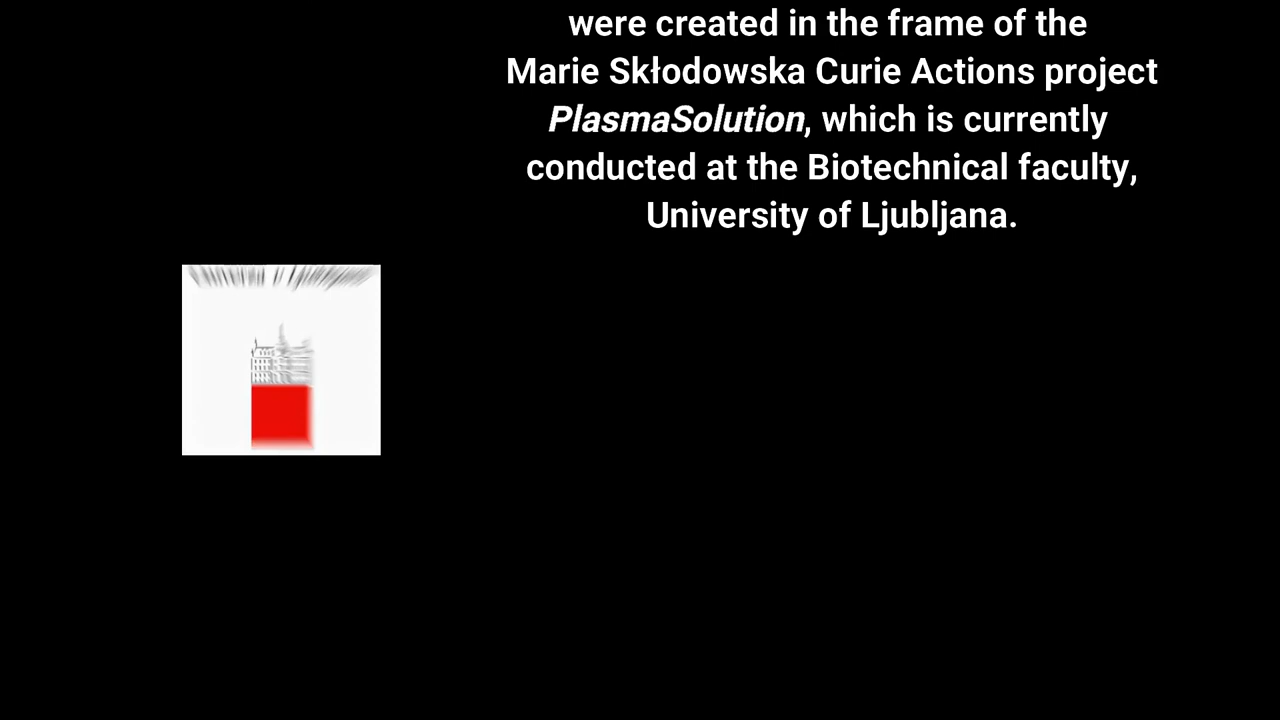 were created in the frame of the
Marie Skłodowska Curie Actions project
PlasmaSolution, which is currently
conducted at the Biotechnical faculty,
University of Ljubljana.